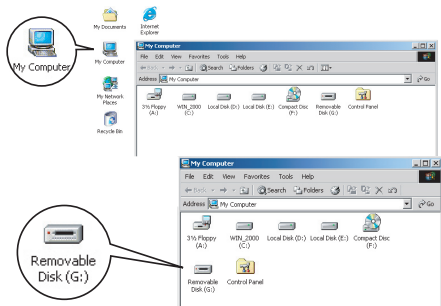 My Documents
Internet
Explorer
My Computer
My Computer
My Network
Places
Recycle Bin
My Computer
File Edit View Favorites Tools Help
Back Search Folders
Address My Computer Go
3½ Floppy
(A:)
WIN_2000
(C:)
Local Disk (D:)
Local Disk (E:)
Compact Disc
(F:)
Removable
Disk (G:)
Control Panel
My Computer
File Edit View Favorites Tools Help
Back Search Folders
Address My Computer Go
3½ Floppy
(A:)
WIN_2000
(C:)
Local Disk (D:)
Local Disk (E:)
Compact Disc
(F:)
Removable
Disk (G:)
Control Panel
Removable
Disk (G:)